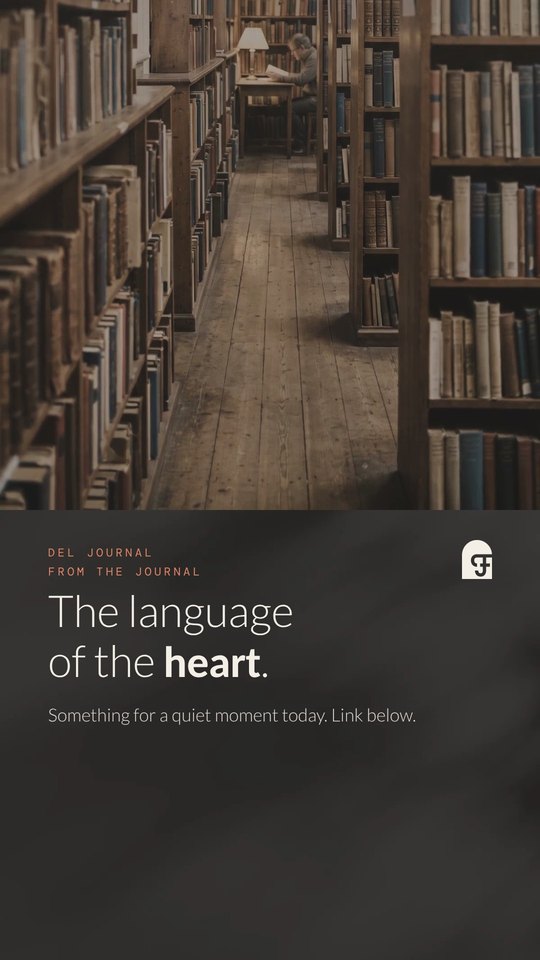 DEL JOURNAL
FROM THE JOURNAL
The language
of the heart.
Something for a quiet moment today. Link below.